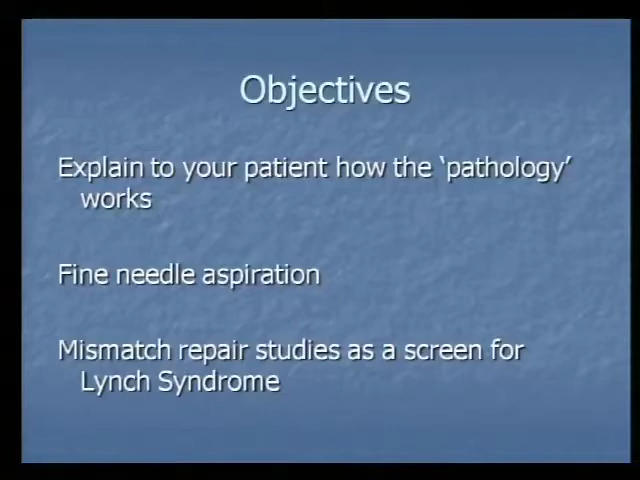 Objectives
Explain to your patient how the ‘pathology’
works
Fine needle aspiration
Mismatch repair studies as a screen for
Lynch Syndrome